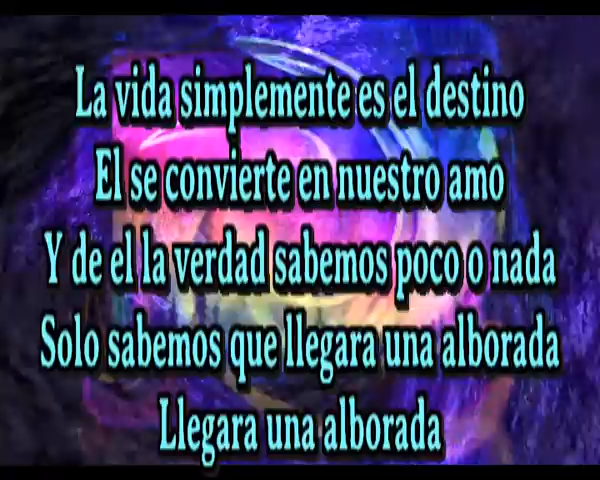 La vida simplemente es el destino
El se convierte en nuestro amo
Y de el la verdad sabemos poco o nada
Solo sabemos que llegara una alborada
Llegara una alborada